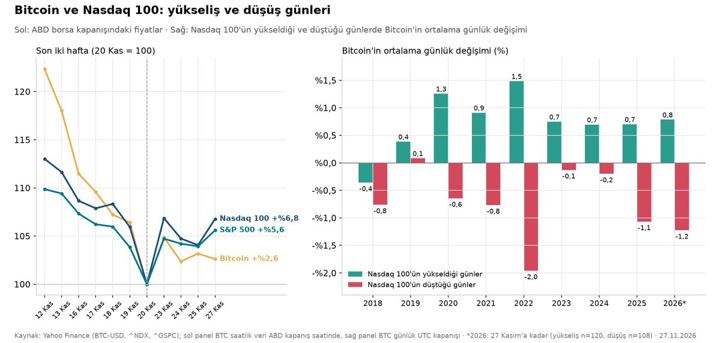 Bitcoin ve Nasdaq 100: yükseliş ve düşüş günleri
Sol: ABD borsa kapanışındaki fiyatlar · Sağ: Nasdaq 100'ün yükseldiği ve düştüğü günlerde Bitcoin'in ortalama günlük değişimi
Son iki hafta (20 Kas = 100)
120
115
110
105
100
Nasdaq 100 +%6,8
S&P 500 +%5,6
Bitcoin +%2,6
12 Kas
13 Kas
16 Kas
17 Kas
18 Kas
19 Kas
20 Kas
23 Kas
24 Kas
25 Kas
27 Kas
Bitcoin'in ortalama günlük değişimi (%)
%1,5
%1,0
%0,5
%0,0
-%0,5
-%1,0
-%1,5
-%2,0
-0,4
-0,8
0,4
0,1
1,3
-0,6
0,9
-0,8
1,5
-2,0
0,7
-0,1
0,7
-0,2
0,7
-1,1
0,8
-1,2
Nasdaq 100'ün yükseldiği günler
Nasdaq 100'ün düştüğü günler
2018 2019 2020 2021 2022 2023 2024 2025 2026*
Kaynak: Yahoo Finance (BTC-USD, ^NDX, ^GSPC); sol panel BTC saatlik veri ABD kapanış saatinde, sağ panel BTC günlük UTC kapanışı · *2026: 27 Kasım'a kadar (yükseliş n=120, düşüş n=108) · 27.11.2026